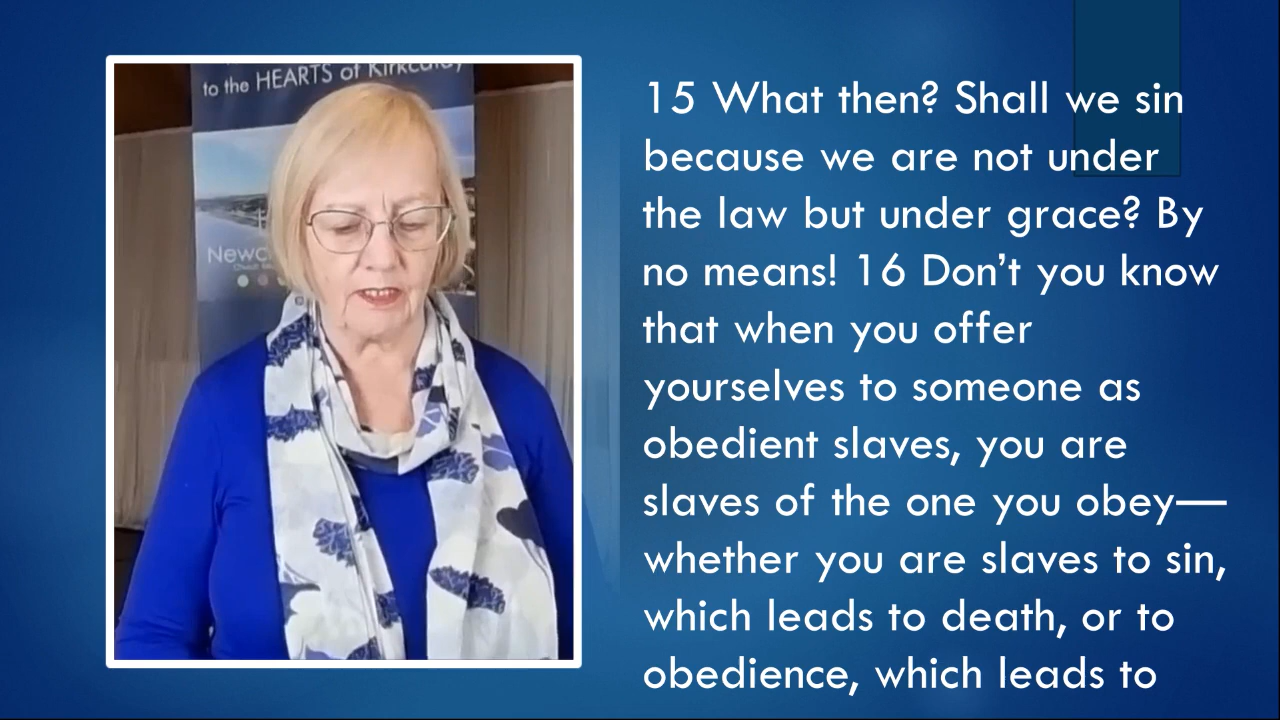 to the HEARTS of Kirkcaldy
Newc
15 What then? Shall we sin
because we are not under
the law but under grace? By
no means! 16 Don’t you know
that when you offer
yourselves to someone as
obedient slaves, you are
slaves of the one you obey—
whether you are slaves to sin,
which leads to death, or to
obedience, which leads to